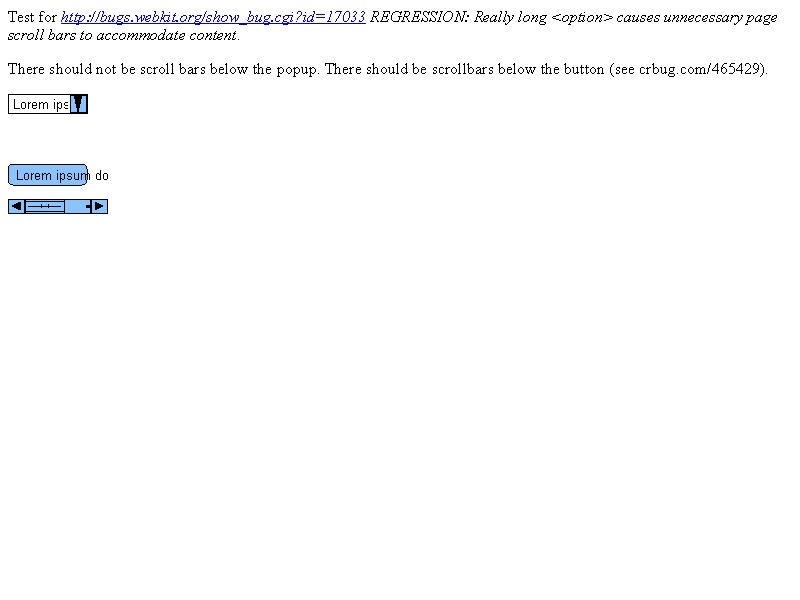 Test for http://bugs.webkit.org/show_bug.cgi?id=17033 REGRESSION: Really long <option> causes unnecessary page
scroll bars to accommodate content.
There should not be scroll bars below the popup. There should be scrollbars below the button (see crbug.com/465429).
Lorem ips
Lorem ipsum do